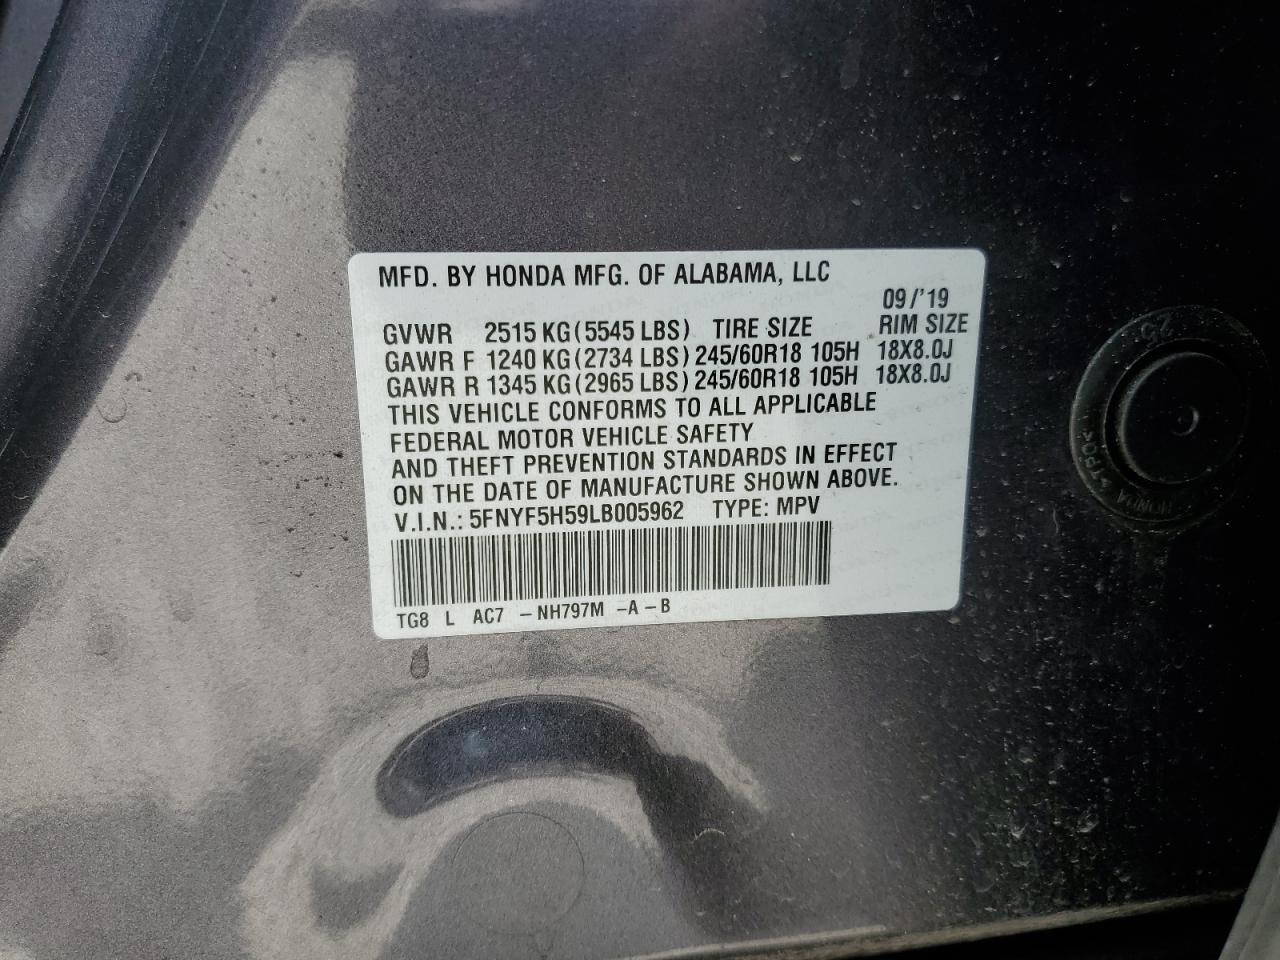 MFD. BY HONDA MFG. OF ALABAMA, LLC
09/'19
GVWR 2515 KG (5545 LBS) TIRE SIZE RIM SIZE
GAWR F 1240 KG (2734 LBS) 245/60R18 105H 18X8.0J
GAWR R 1345 KG (2965 LBS) 245/60R18 105H 18X8.0J
THIS VEHICLE CONFORMS TO ALL APPLICABLE
FEDERAL MOTOR VEHICLE SAFETY
AND THEFT PREVENTION STANDARDS IN EFFECT
ON THE DATE OF MANUFACTURE SHOWN ABOVE.
V.I.N.: 5FNYF5H59LB005962 TYPE: MPV
TG8 L AC7 -NH797M -A-B
25
HONDA